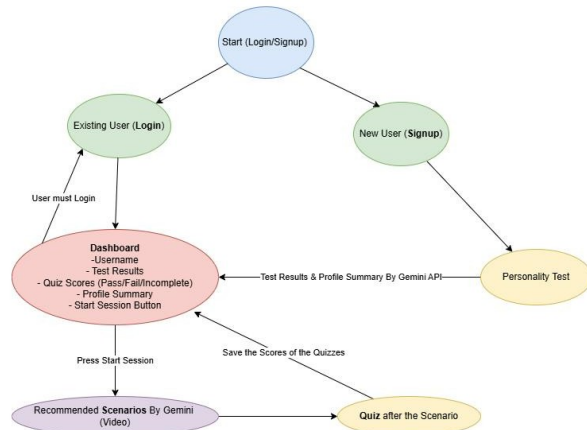 Start (Login/Signup)
Existing User (Login)
New User (Signup)
User must Login
Dashboard
-Username
- Test Results
- Quiz Scores (Pass/Fail/Incomplete)
- Profile Summary
- Start Session Button
Test Results & Profile Summary By Gemini API
Personality Test
Save the Scores of the Quizzes
Press Start Session
Recommended Scenarios By Gemini
(Video)
Quiz after the Scenario